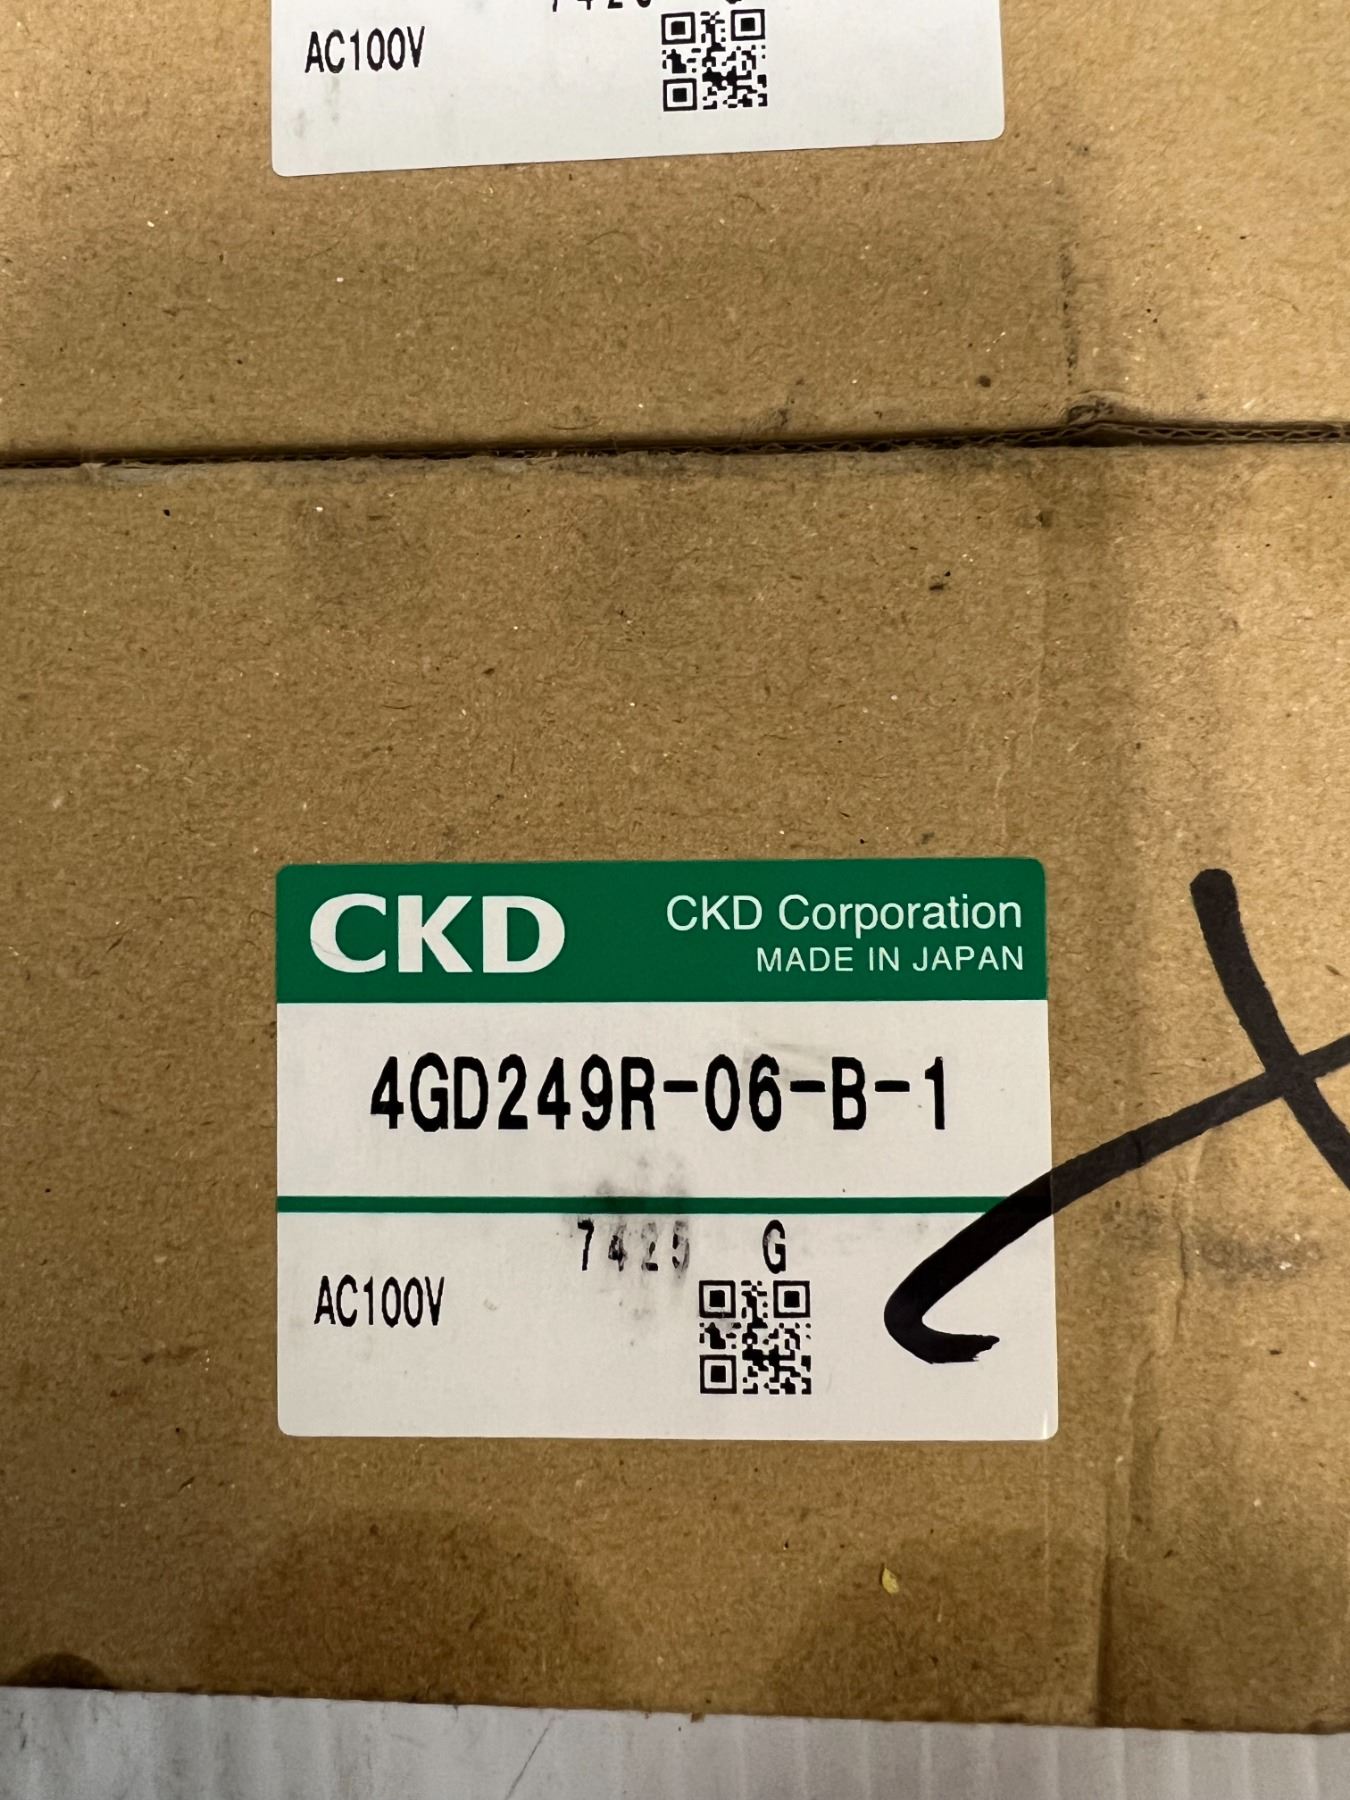 AC100V
CKD
CKD Corporation
MADE IN JAPAN
4GD249R-06-B-1
7425 G
AC100V